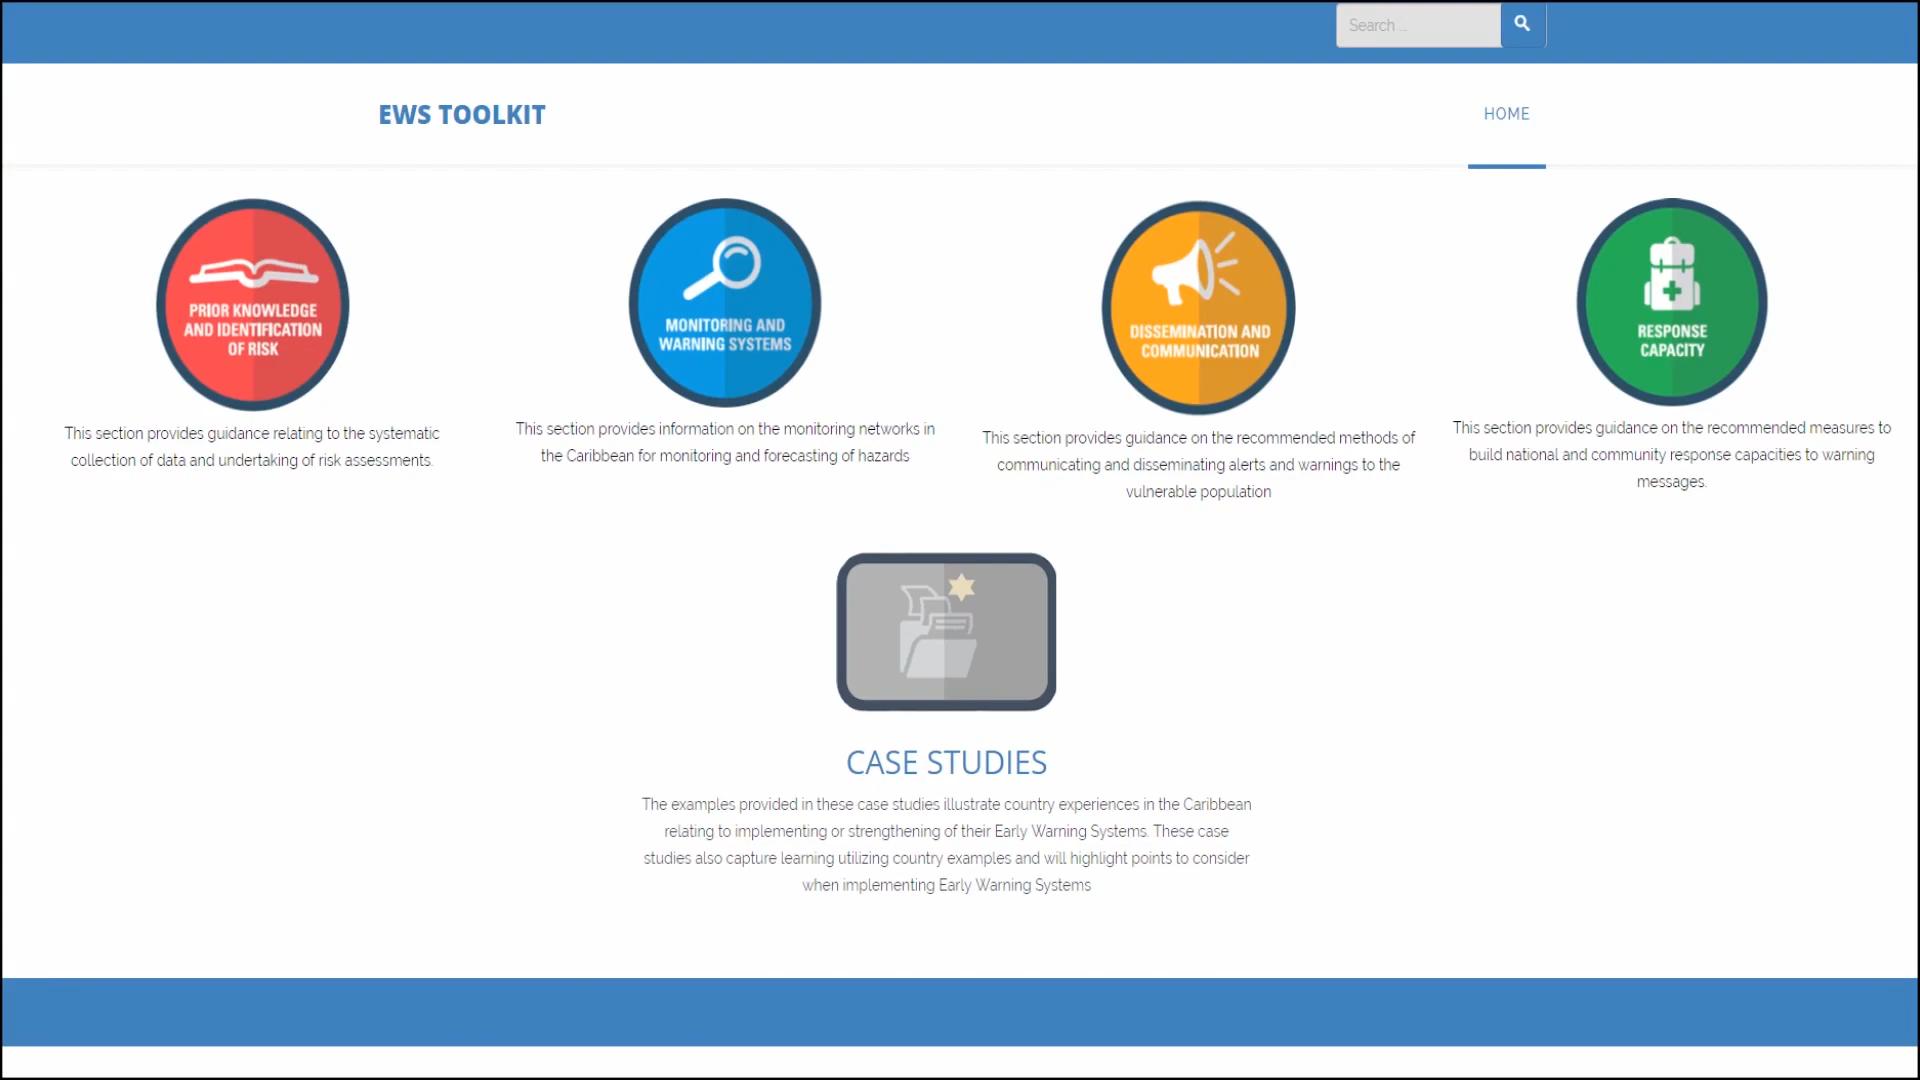 Search ...
EWS TOOLKIT
HOME
PRIOR KNOWLEDGE
AND IDENTIFICATION
OF RISK
This section provides guidance relating to the systematic
collection of data and undertaking of risk assessments.
MONITORING AND
WARNING SYSTEMS
This section provides information on the monitoring networks in
the Caribbean for monitoring and forecasting of hazards
DISSEMINATION AND
COMMUNICATION
This section provides guidance on the recommended methods of
communicating and disseminating alerts and warnings to the
vulnerable population
RESPONSE
CAPACITY
This section provides guidance on the recommended measures to
build national and community response capacities to warning
messages.
CASE STUDIES
The examples provided in these case studies illustrate country experiences in the Caribbean
relating to implementing or strengthening of their Early Warning Systems. These case
studies also capture learning utilizing country examples and will highlight points to consider
when implementing Early Warning Systems